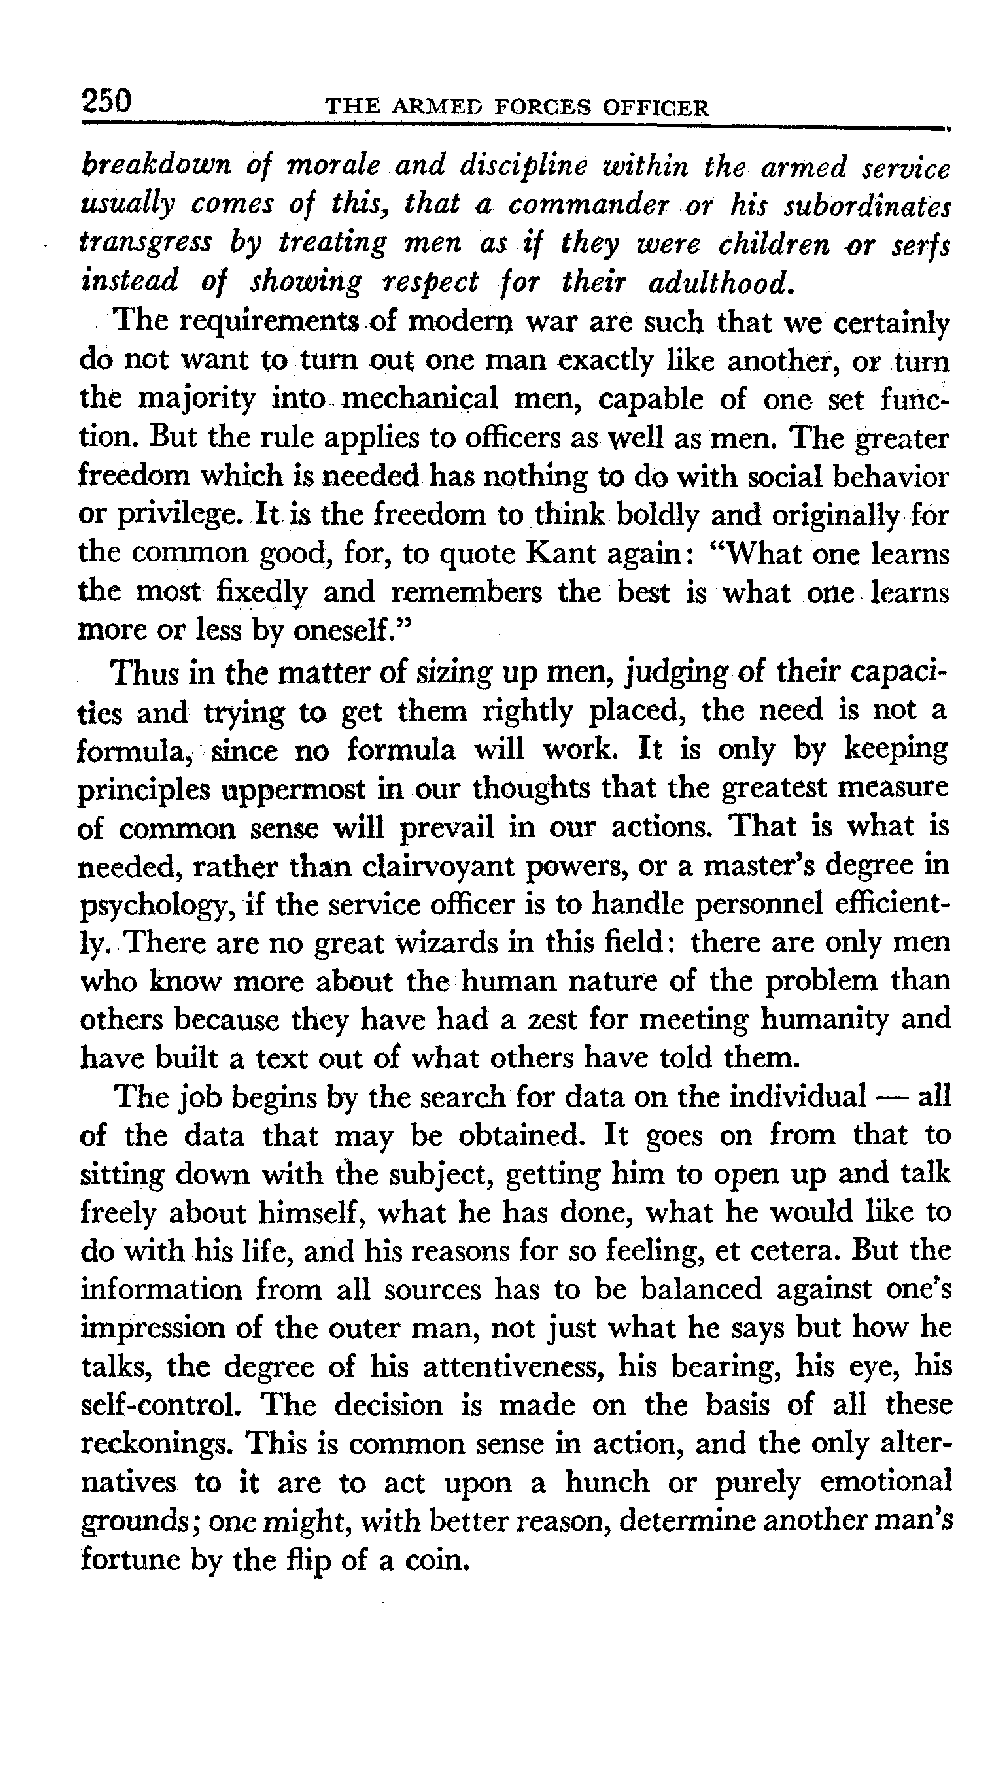 250 THE ARMED FORCES OFFICER
breakdown of morale and discipline within the armed service
usually comes of this, that a commander or his subordinates
transgress by treating men as if they were children or serfs
instead of showing respect for their adulthood.
The requirements of modern war are such that we certainly
do not want to turn out one man exactly like another, or turn
the majority into mechanical men, capable of one set func-
tion. But the rule applies to officers as well as men. The greater
freedom which is needed has nothing to do with social behavior
or privilege. It is the freedom to think boldly and originally for
the common good, for, to quote Kant again: “What one learns
the most fixedly and remembers the best is what one learns
more or less by oneself.”
Thus in the matter of sizing up men, judging of their capaci-
ties and trying to get them rightly placed, the need is not a
formula, since no formula will work. It is only by keeping
principles uppermost in our thoughts that the greatest measure
of common sense will prevail in our actions. That is what is
needed, rather than clairvoyant powers, or a master’s degree in
psychology, if the service officer is to handle personnel efficient-
ly. There are no great wizards in this field: there are only men
who know more about the human nature of the problem than
others because they have had a zest for meeting humanity and
have built a text out of what others have told them.
The job begins by the search for data on the individual — all
of the data that may be obtained. It goes on from that to
sitting down with the subject, getting him to open up and talk
freely about himself, what he has done, what he would like to
do with his life, and his reasons for so feeling, et cetera. But the
information from all sources has to be balanced against one’s
impression of the outer man, not just what he says but how he
talks, the degree of his attentiveness, his bearing, his eye, his
self-control. The decision is made on the basis of all these
reckonings. This is common sense in action, and the only alter-
natives to it are to act upon a hunch or purely emotional
grounds; one might, with better reason, determine another man’s
fortune by the flip of a coin.